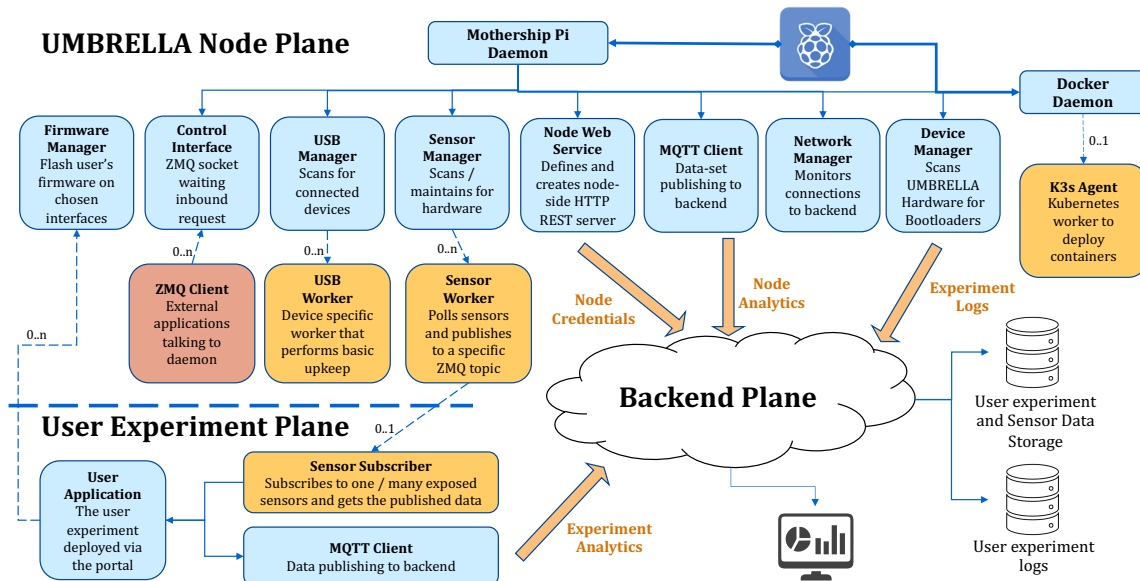 UMBRELLA Node Plane
Mothership Pi
Daemon
Docker
Daemon
Firmware
Manager
Flash user's
firmware on
chosen
interfaces
Control
Interface
ZMQ socket
waiting
inbound
request
USB
Manager
Scans for
connected
devices
Sensor
Manager
Scans /
maintains for
hardware
Node Web
Service
Defines and
creates node-
side HTTP
REST server
MQTT Client
Data-set
publishing to
backend
Network
Manager
Monitors
connections
to backend
Device
Manager
Scans
UMBRELLA
Hardware for
Bootloaders
0..1
K3s Agent
Kubernetes
worker to
deploy
containers
0..n
0..n
0..n
0..n
ZMQ Client
External
applications
talking to
daemon
USB
Worker
Device specific
worker that
performs basic
upkeep
Sensor
Worker
Polls sensors
and publishes
to a specific
ZMQ topic
Node
Credentials
Node
Analytics
Experiment
Logs
Backend Plane
User experiment
and Sensor Data
Storage
User Experiment Plane
0..1
User
Application
The user
experiment
deployed via
the portal
Sensor Subscriber
Subscribes to one / many exposed
sensors and gets the published data
MQTT Client
Data publishing to backend
Experiment
Analytics
User experiment
logs